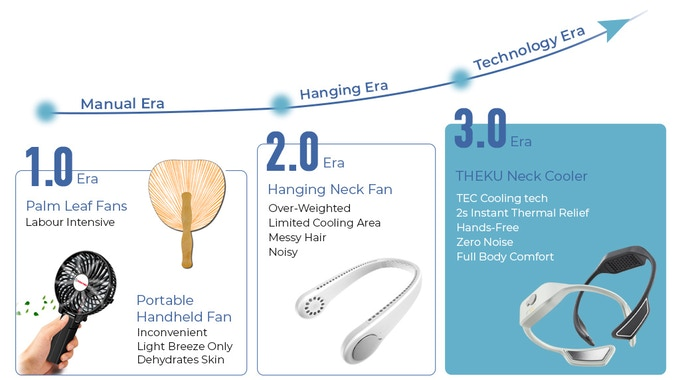 Manual Era
Hanging Era
Technology Era
1.0 Era
Palm Leaf Fans
Labour Intensive
Portable
Handheld Fan
Inconvenient
Light Breeze Only
Dehydrates Skin
2.0 Era
Hanging Neck Fan
Over-Weighted
Limited Cooling Area
Messy Hair
Noisy
3.0 Era
THEKU Neck Cooler
TEC Cooling tech
2s Instant Thermal Relief
Hands-Free
Zero Noise
Full Body Comfort